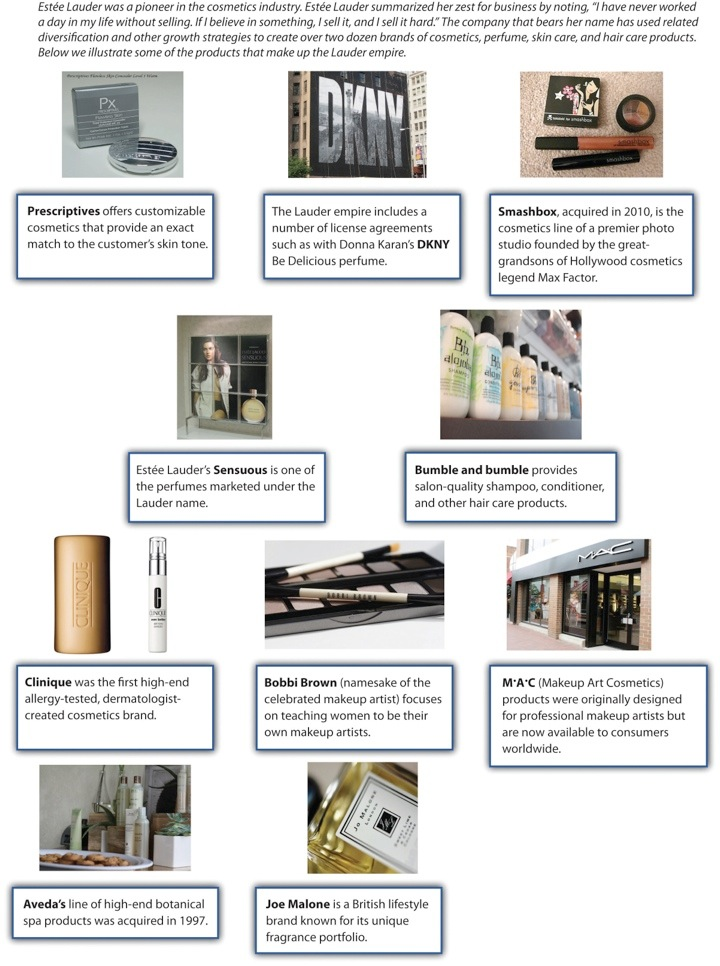 Estée Lauder was a pioneer in the cosmetics industry. Estée Lauder summarized her zest for business by noting, “I have never worked
a day in my life without selling. If I believe in something, I sell it, and I sell it hard.” The company that bears her name has used related
diversification and other growth strategies to create over two dozen brands of cosmetics, perfume, skin care, and hair care products.
Below we illustrate some of the products that make up the Lauder empire.
Px
DKNY
smashbox
smashbox
Prescriptives offers customizable
cosmetics that provide an exact
match to the customer’s skin tone.
The Lauder empire includes a
number of license agreements
such as with Donna Karan’s DKNY
Be Delicious perfume.
Smashbox, acquired in 2010, is the
cosmetics line of a premier photo
studio founded by the great-
grandsons of Hollywood cosmetics
legend Max Factor.
Bb
SHAMPOO
Estée Lauder’s Sensuous is one of
the perfumes marketed under the
Lauder name.
Bumble and bumble provides
salon-quality shampoo, conditioner,
and other hair care products.
CLINIQUE
C
CLINIQUE
BOBBI BROWN
MAC
Clinique was the first high-end
allergy-tested, dermatologist-
created cosmetics brand.
Bobbi Brown (namesake of the
celebrated makeup artist) focuses
on teaching women to be their
own makeup artists.
M·A·C (Makeup Art Cosmetics)
products were originally designed
for professional makeup artists but
are now available to consumers
worldwide.
JO MALONE
LONDON
Aveda’s line of high-end botanical
spa products was acquired in 1997.
Joe Malone is a British lifestyle
brand known for its unique
fragrance portfolio.